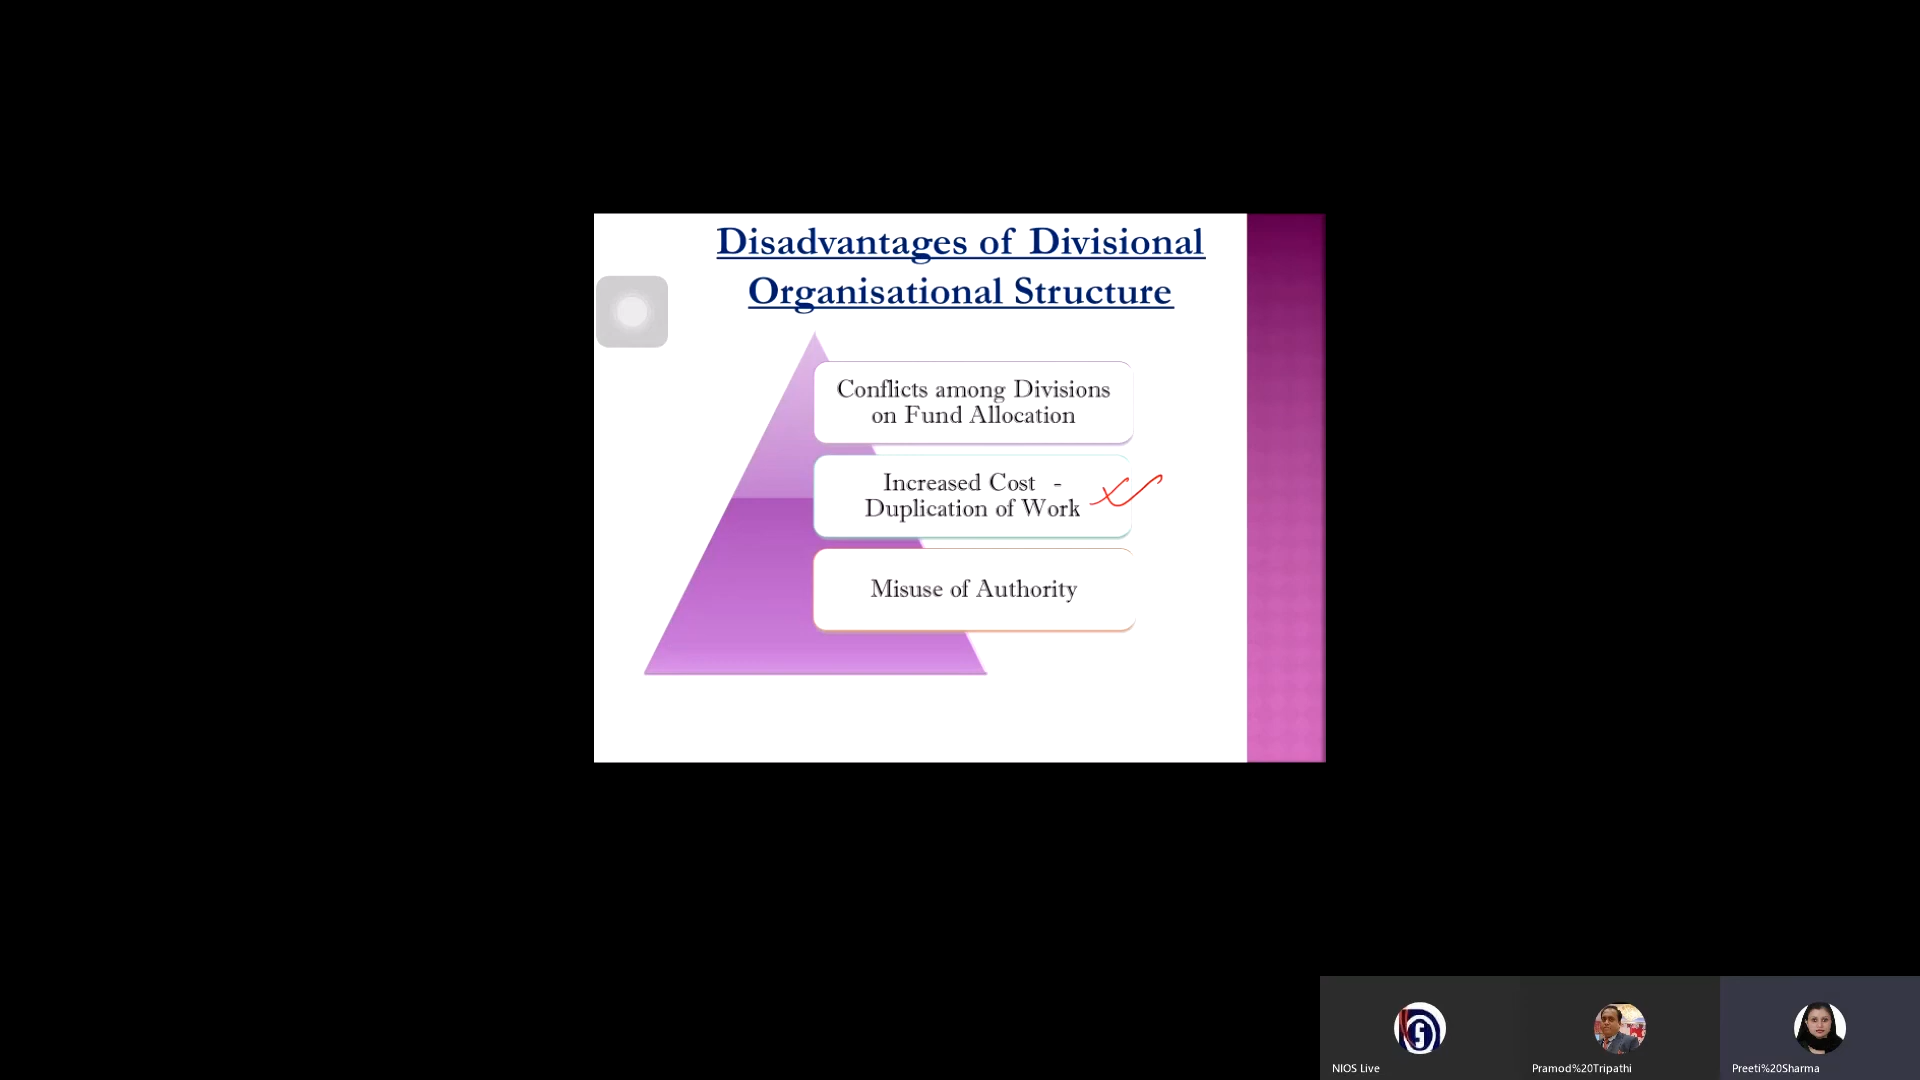 Disadvantages of Divisional
Organisational Structure
Conflicts among Divisions
on Fund Allocation
Increased Cost -
Duplication of Work
Misuse of Authority
NIOS Live
Pramod%20Tripathi
Preeti%20Sharma